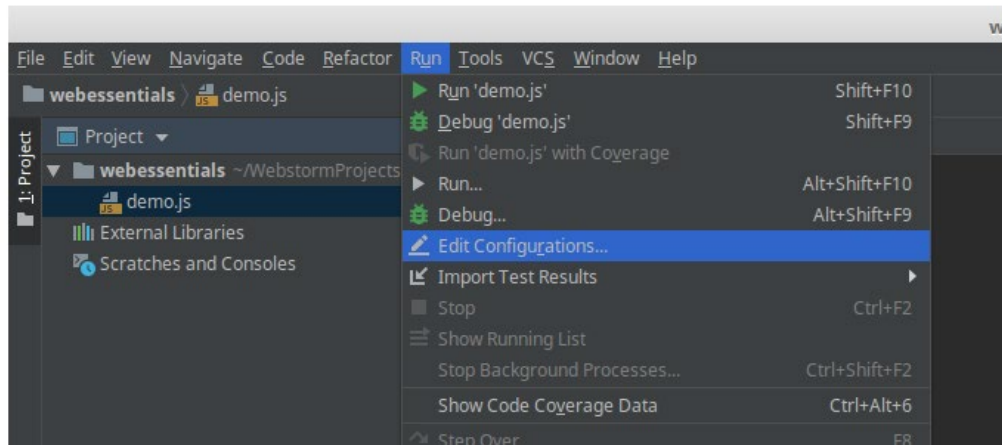 File Edit View Navigate Code Refactor Run Tools VCS Window Help
webessentials demo.js
1: Project
Project
webessentials ~/WebstormProjects
demo.js
External Libraries
Scratches and Consoles
Run 'demo.js' Shift+F10
Debug 'demo.js' Shift+F9
Run 'demo.js' with Coverage
Run... Alt+Shift+F10
Debug... Alt+Shift+F9
Edit Configurations...
Import Test Results
Stop Ctrl+F2
Show Running List
Stop Background Processes... Ctrl+Shift+F2
Show Code Coverage Data Ctrl+Alt+6
Step Over F8